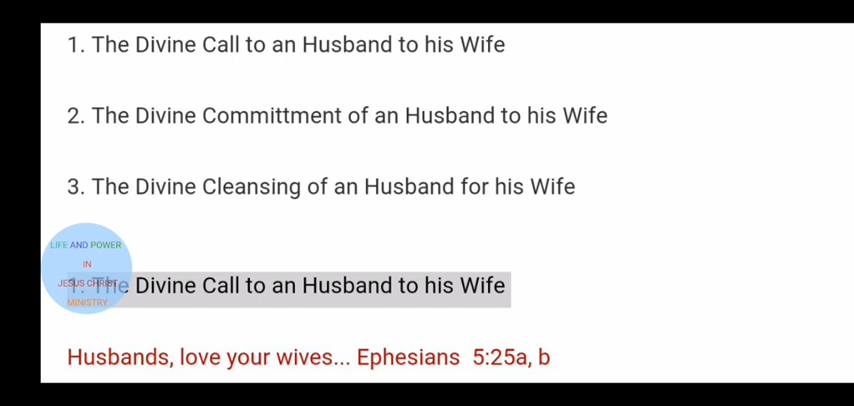 1. The Divine Call to an Husband to his Wife
2. The Divine Committment of an Husband to his Wife
3. The Divine Cleansing of an Husband for his Wife
LIFE AND POWER
IN
JESUS CHRIST
MINISTRY
1. The Divine Call to an Husband to his Wife
Husbands, love your wives... Ephesians 5:25a, b